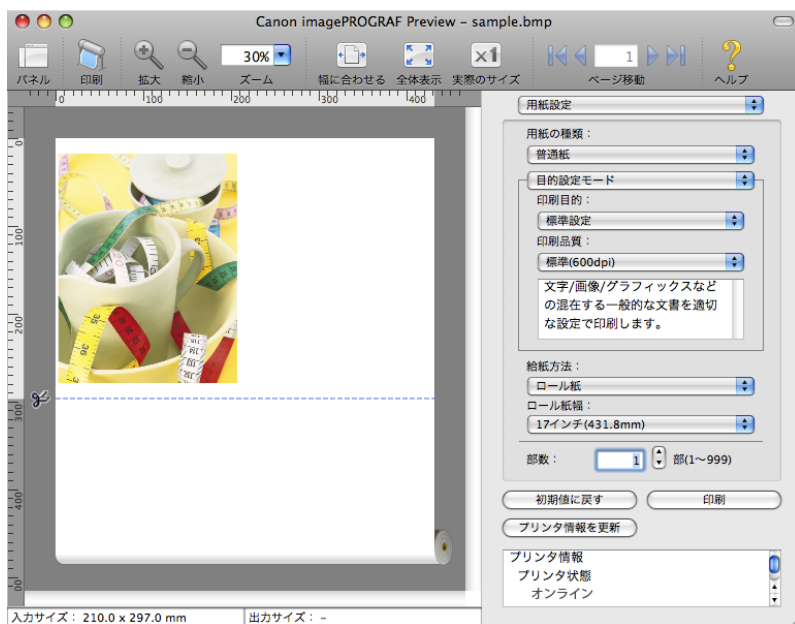 Canon imagePROGRAF Preview – sample.bmp
パネル 印刷 拡大 縮小 30% ズーム 幅に合わせる 全体表示 x1 実際のサイズ 1 ページ移動 ? ヘルプ
0 100 200 300 400
用紙設定
用紙の種類：
普通紙
目的設定モード
印刷目的：
標準設定
印刷品質：
標準(600dpi)
文字/画像/グラフィックスなど
の混在する一般的な文書を適切
な設定で印刷します。
給紙方法：
ロール紙
ロール紙幅：
17インチ(431.8mm)
部数： 1 部(1〜999)
初期値に戻す 印刷
プリンタ情報を更新
プリンタ情報
プリンタ状態
オンライン
0
100
200
300
400
入力サイズ： 210.0 x 297.0 mm 出力サイズ： –